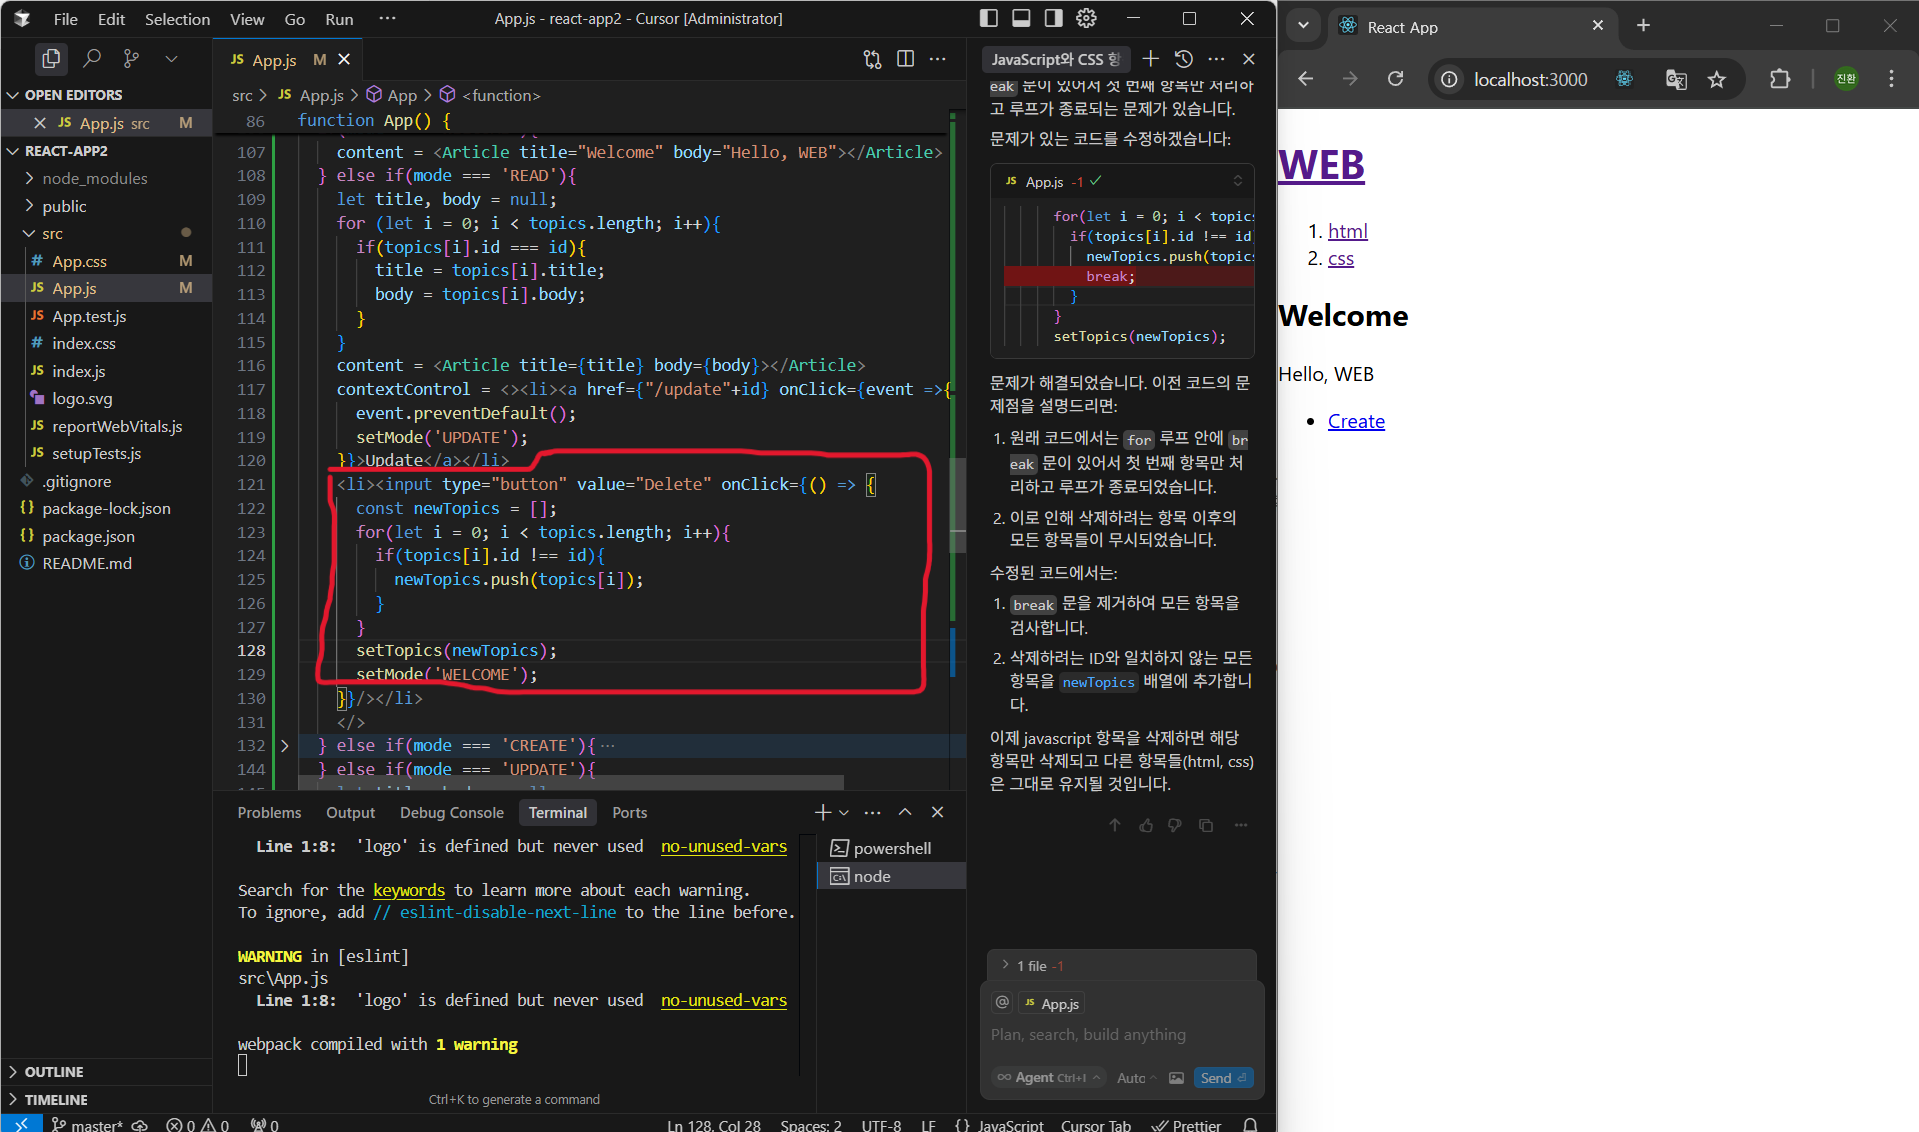 File Edit Selection View Go Run ···
App.js - react-app2 - Cursor [Administrator]
JS App.js M
OPEN EDITORS
JS App.js src M
REACT-APP2
node_modules
public
src
# App.css M
JS App.js M
JS App.test.js
# index.css
JS index.js
logo.svg
JS reportWebVitals.js
JS setupTests.js
.gitignore
{} package-lock.json
{} package.json
README.md
OUTLINE
TIMELINE
src > JS App.js > App > <function>
86 function App() {
107 content = <Article title="Welcome" body="Hello, WEB"></Article>
108 } else if(mode === 'READ'){
109 let title, body = null;
110 for (let i = 0; i < topics.length; i++){
111 if(topics[i].id === id){
112 title = topics[i].title;
113 body = topics[i].body;
114 }
115 }
116 content = <Article title={title} body={body}></Article>
117 contextControl = <><li><a href={"/update"+id} onClick={event =>{
118 event.preventDefault();
119 setMode('UPDATE');
120 }}>Update</a></li>
121 <li><input type="button" value="Delete" onClick={() => {
122 const newTopics = [];
123 for(let i = 0; i < topics.length; i++){
124 if(topics[i].id !== id){
125 newTopics.push(topics[i]);
126 }
127 }
128 setTopics(newTopics);
129 setMode('WELCOME');
130 }}/></li>
131 </>
132 } else if(mode === 'CREATE'){ ···
144 } else if(mode === 'UPDATE'){
Problems Output Debug Console Terminal Ports
Line 1:8: 'logo' is defined but never used no-unused-vars
Search for the keywords to learn more about each warning.
To ignore, add // eslint-disable-next-line to the line before.
WARNING in [eslint]
src\App.js
Line 1:8: 'logo' is defined but never used no-unused-vars
webpack compiled with 1 warning
Ctrl+K to generate a command
powershell
node
JavaScript와 CSS 항
eak 문이 있어서 첫 번째 항목만 처리하
고 루프가 종료되는 문제가 있습니다.
문제가 있는 코드를 수정하겠습니다:
JS App.js -1
for(let i = 0; i < topics
if(topics[i].id !== id
newTopics.push(topics
break;
}
}
setTopics(newTopics);
문제가 해결되었습니다. 이전 코드의 문
제점을 설명드리면:
1. 원래 코드에서는 for 루프 안에 br
eak 문이 있어서 첫 번째 항목만 처
리하고 루프가 종료되었습니다.
2. 이로 인해 삭제하려는 항목 이후의
모든 항목들이 무시되었습니다.
수정된 코드에서는:
1. break 문을 제거하여 모든 항목을
검사합니다.
2. 삭제하려는 ID와 일치하지 않는 모든
항목을 newTopics 배열에 추가합니
다.
이제 javascript 항목을 삭제하면 해당
항목만 삭제되고 다른 항목들(html, css)
은 그대로 유지될 것입니다.
1 file -1
@ JS App.js
Plan, search, build anything
Agent Ctrl+I Auto Send
master* 0 0 0
Ln 128, Col 28 Spaces: 2 UTF-8 LF {} JavaScript Cursor Tab Prettier
React App
localhost:3000
진환
WEB
1. html
2. css
Welcome
Hello, WEB
• Create